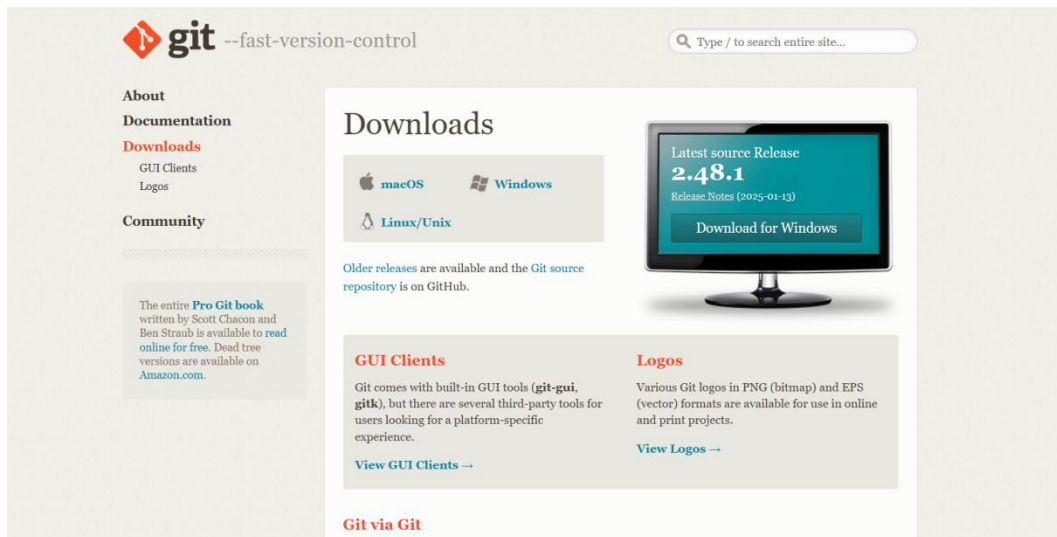 git --fast-version-control
Type / to search entire site...
About
Documentation
Downloads
GUI Clients
Logos
Community
The entire Pro Git book
written by Scott Chacon and
Ben Straub is available to read
online for free. Dead tree
versions are available on
Amazon.com.
Downloads
macOS
Windows
Linux/Unix
Older releases are available and the Git source
repository is on GitHub.
Latest source Release
2.48.1
Release Notes (2025-01-13)
Download for Windows
GUI Clients
Git comes with built-in GUI tools (git-gui,
gitk), but there are several third-party tools for
users looking for a platform-specific
experience.
View GUI Clients →
Logos
Various Git logos in PNG (bitmap) and EPS
(vector) formats are available for use in online
and print projects.
View Logos →
Git via Git